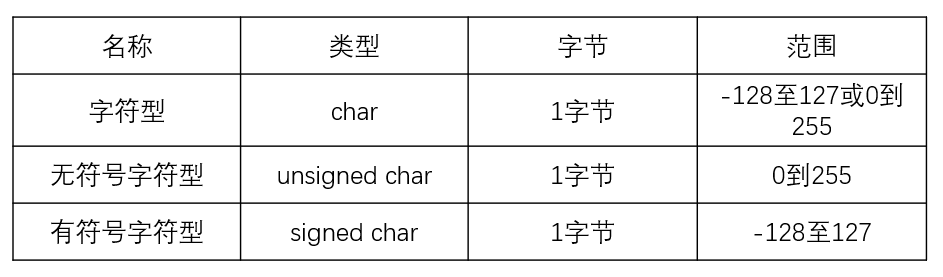 名称 类型 字节 范围
字符型 char 1字节 -128至127或0到
255
无符号字符型 unsigned char 1字节 0到255
有符号字符型 signed char 1字节 -128至127